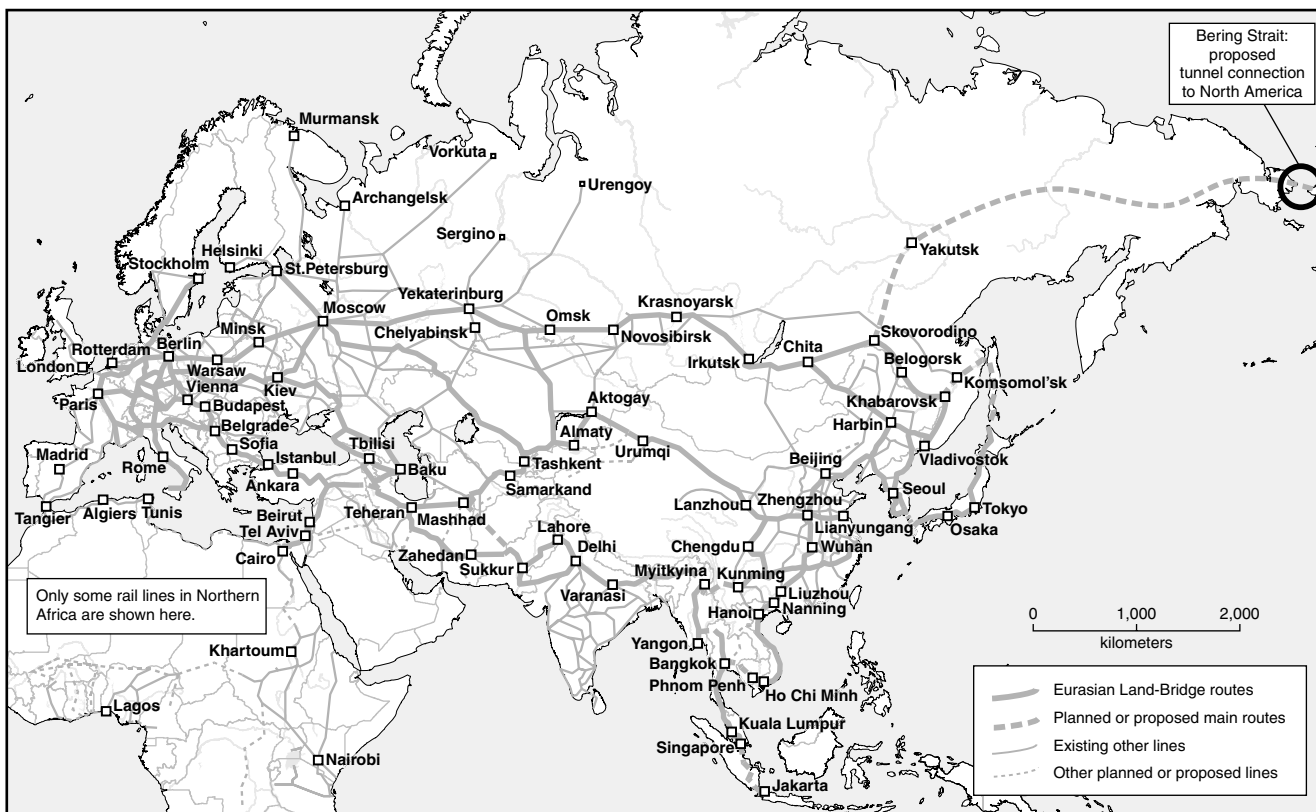 Bering Strait:
proposed
tunnel connection
to North America
Murmansk
Vorkuta
Urengoy
Archangelsk
Sergino
Yakutsk
Helsinki
Stockholm
St.Petersburg
Yekaterinburg
Krasnoyarsk
Moscow
Omsk
Skovorodino
Minsk
Chelyabinsk
Novosibirsk
Chita
Rotterdam
Berlin
Irkutsk
Belogorsk
London
Warsaw
Komsomol'sk
Vienna
Kiev
Paris
Budapest
Aktogay
Khabarovsk
Belgrade
Harbin
Sofia
Almaty
Madrid
Istanbul
Tbilisi
Urumqi
Vladivostok
Rome
Baku
Tashkent
Beijing
Ankara
Samarkand
Seoul
Tangier
Algiers
Tunis
Beirut
Teheran
Mashhad
Lanzhou
Zhengzhou
Tokyo
Tel Aviv
Lahore
Lianyungang
Osaka
Cairo
Zahedan
Delhi
Chengdu
Wuhan
Sukkur
Myitkyina
Kunming
Varanasi
Liuzhou
Hanoi
Nanning
Only some rail lines in Northern
Africa are shown here.
0
1,000
2,000
kilometers
Khartoum
Yangon
Bangkok
Phnom Penh
Ho Chi Minh
Lagos
Kuala Lumpur
Singapore
Nairobi
Jakarta
Eurasian Land-Bridge routes
Planned or proposed main routes
Existing other lines
Other planned or proposed lines